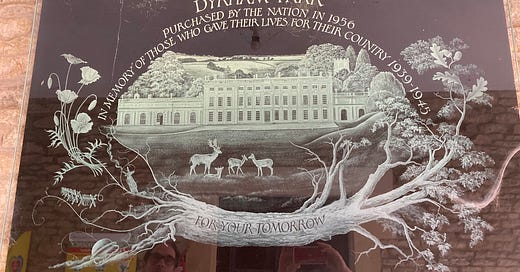 DYRHAM PARK
PURCHASED BY THE NATION IN 1956
IN MEMORY OF THOSE WHO GAVE THEIR LIVES FOR THEIR COUNTRY 1939-1945
FOR YOUR TOMORROW